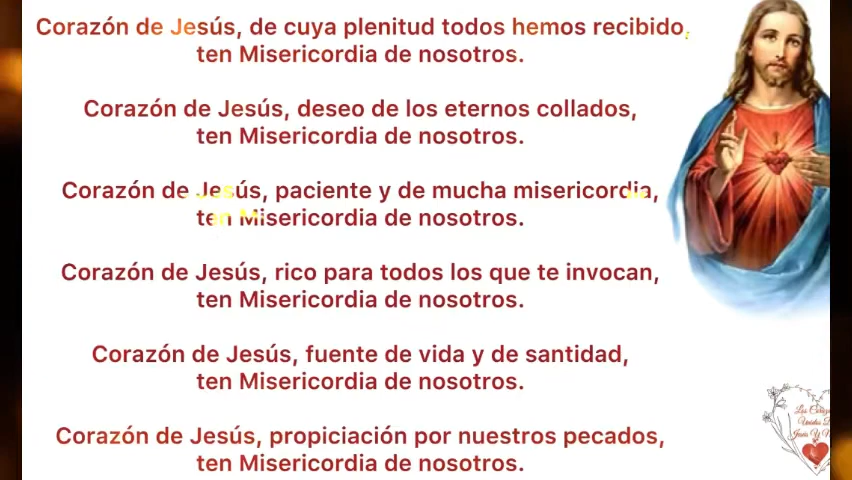 Corazón de Jesús, de cuya plenitud todos hemos recibido,
ten Misericordia de nosotros.
Corazón de Jesús, deseo de los eternos collados,
ten Misericordia de nosotros.
Corazón de Jesús, paciente y de mucha misericordia,
ten Misericordia de nosotros.
Corazón de Jesús, rico para todos los que te invocan,
ten Misericordia de nosotros.
Corazón de Jesús, fuente de vida y de santidad,
ten Misericordia de nosotros.
Corazón de Jesús, propiciación por nuestros pecados,
ten Misericordia de nosotros.